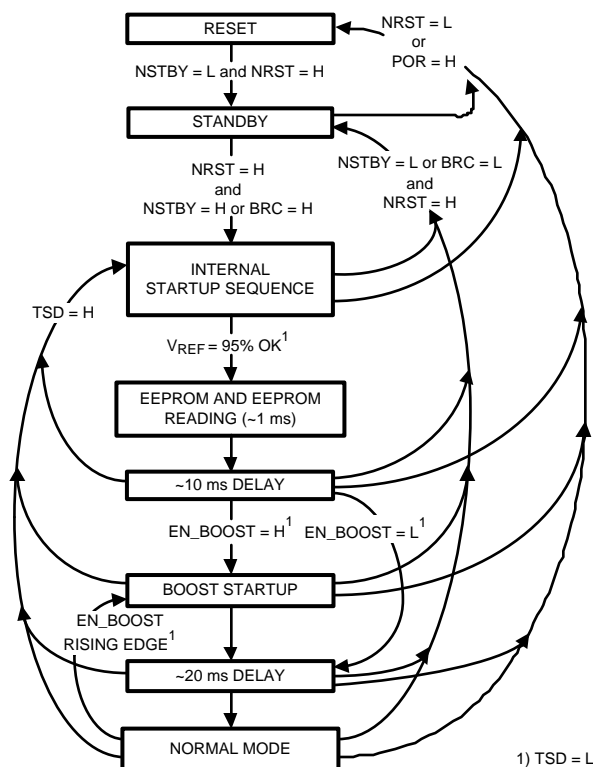 RESET
NRST = L
or
POR = H
NSTBY = L and NRST = H
STANDBY
NRST = H
and
NSTBY = H or BRC = H
NSTBY = L or BRC = L
and
NRST = H
INTERNAL
STARTUP SEQUENCE
TSD = H
VREF = 95% OK1
EEPROM AND EEPROM
READING (~1 ms)
~10 ms DELAY
EN_BOOST = H1
EN_BOOST = L1
BOOST STARTUP
EN_BOOST
RISING EDGE1
~20 ms DELAY
NORMAL MODE
1) TSD = L